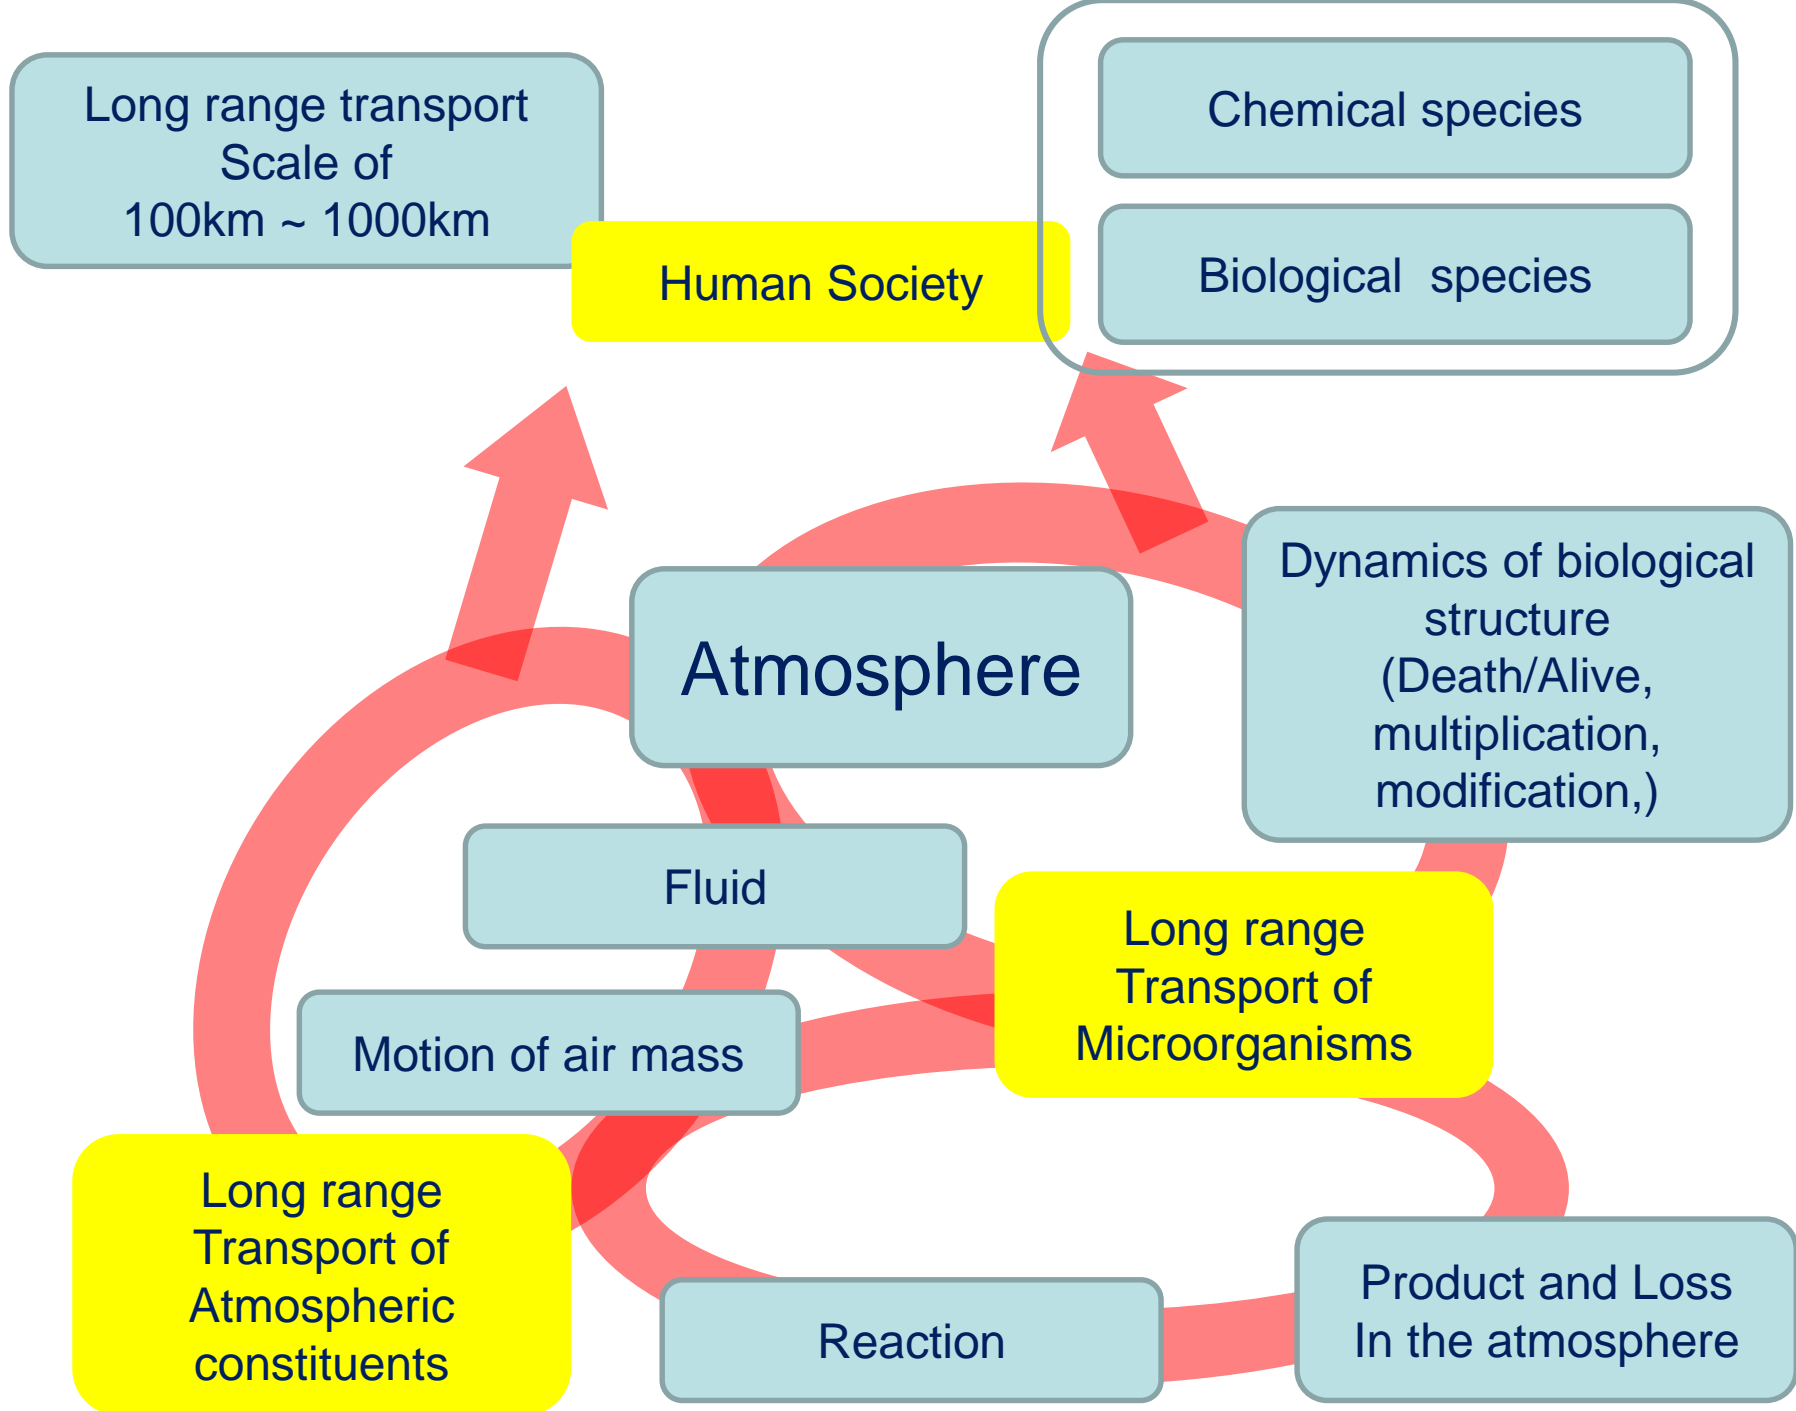 Long range transport
Scale of
100km ~ 1000km
Chemical species
Biological  species
Human Society
Atmosphere
Dynamics of biological
structure
(Death/Alive,
multiplication,
modification,)
Fluid
Long range
Transport of
Microorganisms
Motion of air mass
Long range
Transport of
Atmospheric
constituents
Reaction
Product and Loss
In the atmosphere